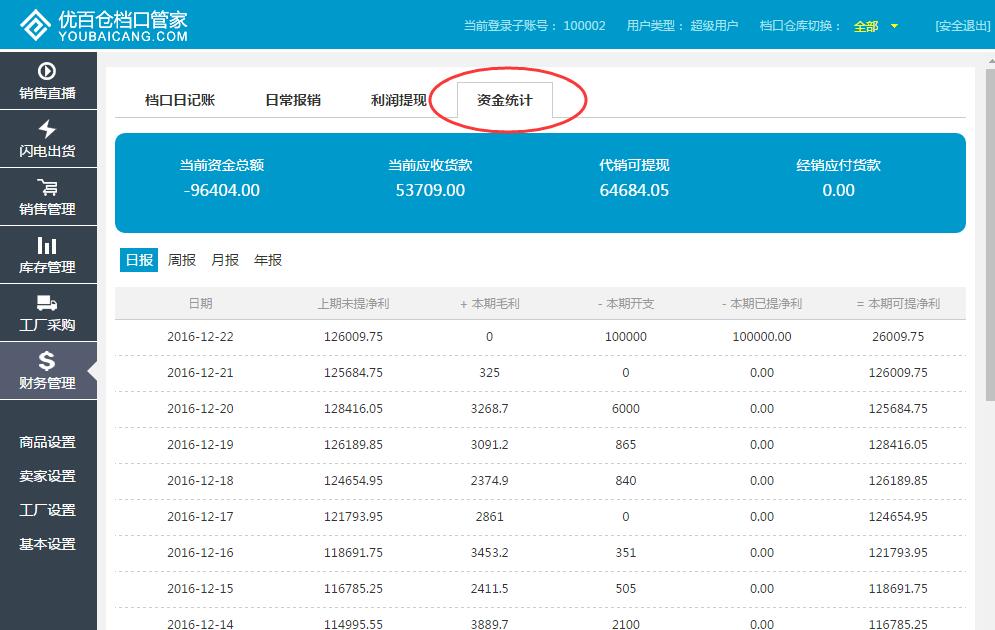 优百仓档口管家
YOUBAICANG.COM
当前登录子账号： 100002 用户类型： 超级用户 档口仓库切换： 全部 [安全退出]
销售直播
闪电出货
销售管理
库存管理
工厂采购
财务管理
商品设置
卖家设置
工厂设置
基本设置
档口日记账 日常报销 利润提现 资金统计
当前资金总额 当前应收货款 代销可提现 经销应付货款
-96404.00 53709.00 64684.05 0.00
日报 周报 月报 年报
日期 上期未提净利 + 本期毛利 - 本期开支 - 本期已提净利 = 本期可提净利
2016-12-22 126009.75 0 100000 100000.00 26009.75
2016-12-21 125684.75 325 0 0.00 126009.75
2016-12-20 128416.05 3268.7 6000 0.00 125684.75
2016-12-19 126189.85 3091.2 865 0.00 128416.05
2016-12-18 124654.95 2374.9 840 0.00 126189.85
2016-12-17 121793.95 2861 0 0.00 124654.95
2016-12-16 118691.75 3453.2 351 0.00 121793.95
2016-12-15 116785.25 2411.5 505 0.00 118691.75
2016-12-14 114995.55 3889.7 2100 0.00 116785.25